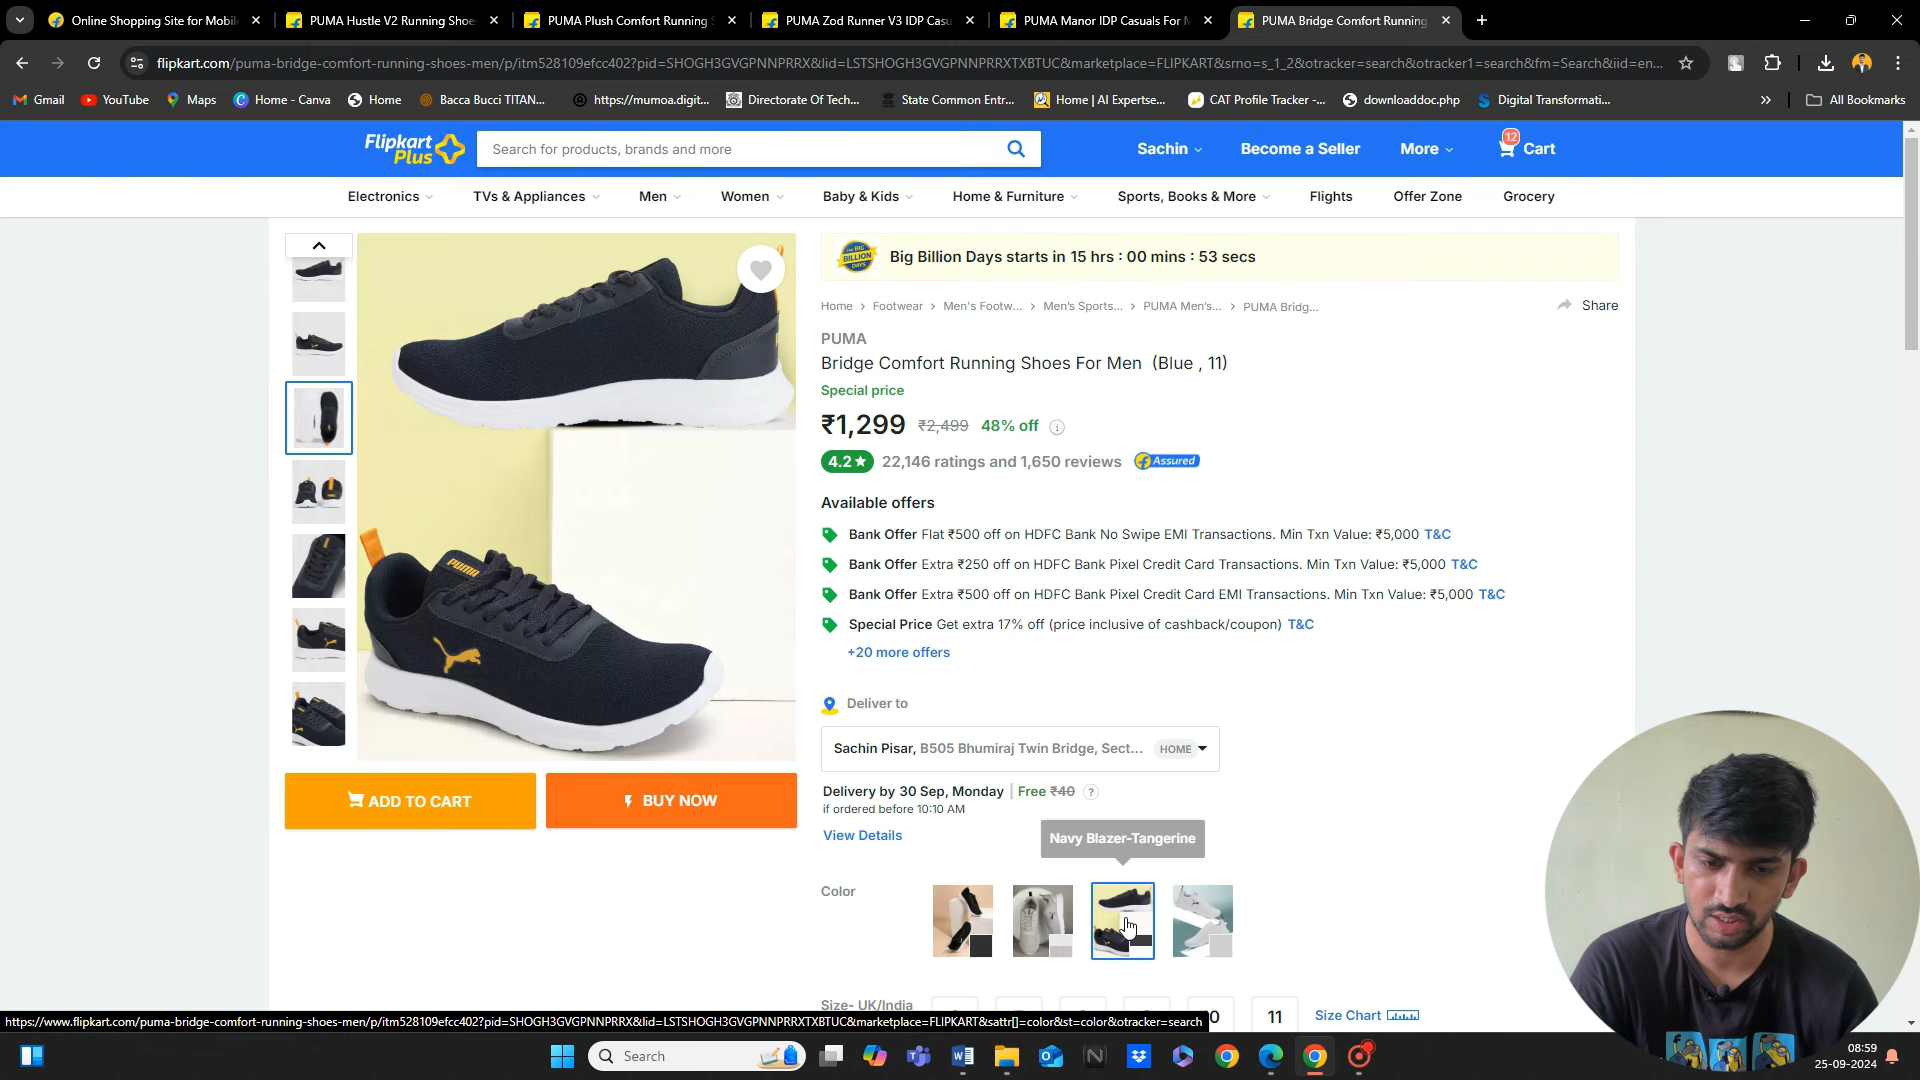 Online Shopping Site for Mobil
PUMA Hustle V2 Running Shoe
PUMA Plush Comfort Running S
PUMA Zod Runner V3 IDP Casu
PUMA Manor IDP Casuals For M
PUMA Bridge Comfort Running
flipkart.com/puma-bridge-comfort-running-shoes-men/p/itm528109efcc402?pid=SHOGH3GVGPNNPRRX&lid=LSTSHOGH3GVGPNNPRRXTXBTUC&marketplace=FLIPKART&srno=s_1_2&otracker=search&otracker1=search&fm=Search&iid=en...
Gmail YouTube Maps Home - Canva Home Bacca Bucci TITAN... https://mumoa.digit... Directorate Of Tech... State Common Entr... Home | AI Expertse... CAT Profile Tracker -... downloaddoc.php Digital Transformati... » All Bookmarks
Flipkart
Plus
Search for products, brands and more
Sachin Become a Seller More 12 Cart
Electronics TVs & Appliances Men Women Baby & Kids Home & Furniture Sports, Books & More Flights Offer Zone Grocery
THE BIG BILLION DAYS
Big Billion Days starts in 15 hrs : 00 mins : 53 secs
Home > Footwear > Men's Footw... > Men's Sports... > PUMA Men's... > PUMA Bridg...
Share
PUMA
Bridge Comfort Running Shoes For Men (Blue , 11)
Special price
₹1,299 ₹2,499 48% off
4.2★ 22,146 ratings and 1,650 reviews Assured
Available offers
Bank Offer Flat ₹500 off on HDFC Bank No Swipe EMI Transactions. Min Txn Value: ₹5,000 T&C
Bank Offer Extra ₹250 off on HDFC Bank Pixel Credit Card Transactions. Min Txn Value: ₹5,000 T&C
Bank Offer Extra ₹500 off on HDFC Bank Pixel Credit Card EMI Transactions. Min Txn Value: ₹5,000 T&C
Special Price Get extra 17% off (price inclusive of cashback/coupon) T&C
+20 more offers
PUMA
Deliver to
Sachin Pisar, B505 Bhumiraj Twin Bridge, Sect... HOME
Delivery by 30 Sep, Monday | Free ₹40 ?
if ordered before 10:10 AM
View Details
ADD TO CART
BUY NOW
Navy Blazer-Tangerine
Color
Size- UK/India
0 11 Size Chart
https://www.flipkart.com/puma-bridge-comfort-running-shoes-men/p/itm528109efcc402?pid=SHOGH3GVGPNNPRRX&lid=LSTSHOGH3GVGPNNPRRXTXBTUC&marketplace=FLIPKART&sattr[]=color&st=color&otracker=search
Search
08:59
25-09-2024